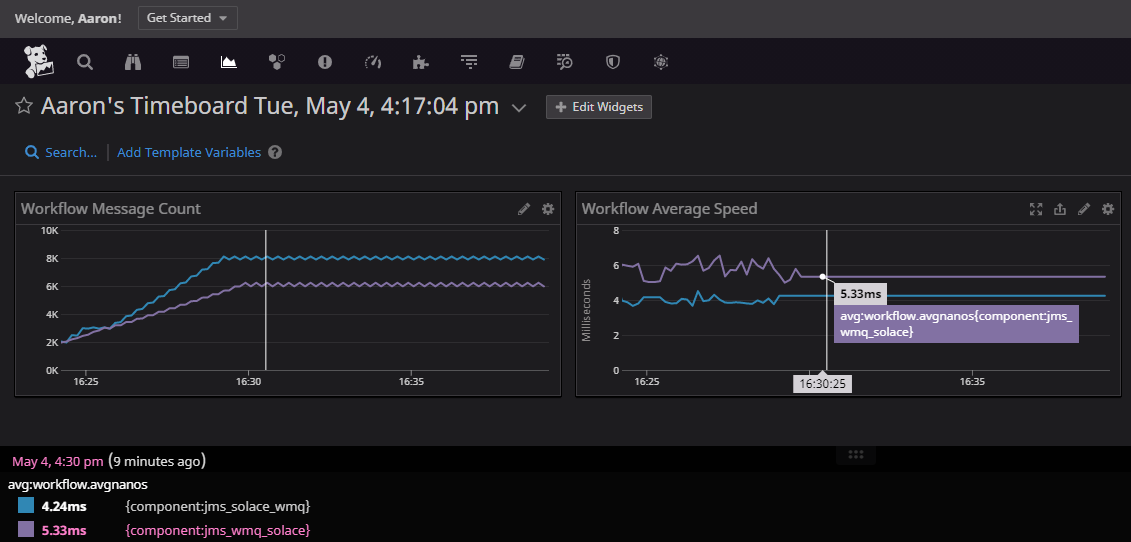 Welcome, Aaron! Get Started
Aaron's Timeboard Tue, May 4, 4:17:04 pm Edit Widgets
Search... Add Template Variables ?
Workflow Message Count
10K
8K
6K
4K
2K
0K
16:25 16:30 16:35
Workflow Average Speed
Milliseconds
8
6
4
2
0
5.33ms
avg:workflow.avgnanos{component:jms_
wmq_solace}
16:25 16:30:25 16:35
May 4, 4:30 pm (9 minutes ago)
avg:workflow.avgnanos
4.24ms {component:jms_solace_wmq}
5.33ms {component:jms_wmq_solace}